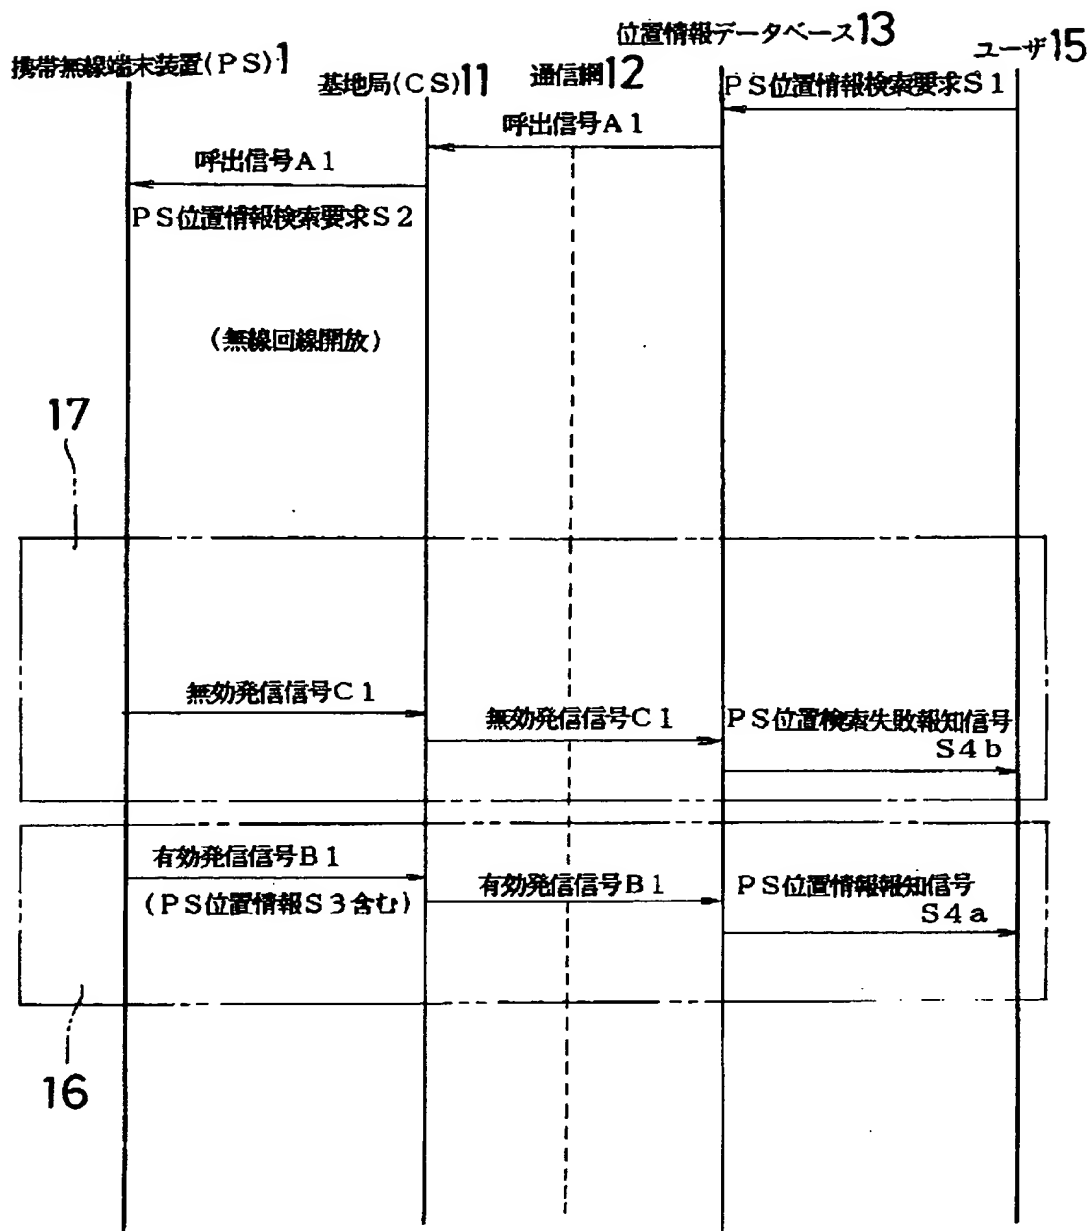 携帯無線端末装置(PS)1
基地局(CS)11
通信網12
位置情報データベース13
ユーザ15
PS位置情報検索要求S1
呼出信号A1
呼出信号A1
PS位置情報検索要求S2
(無線回線開放)
17
無効発信信号C1
無効発信信号C1
PS位置検索失敗報知信号
S4b
有効発信信号B1
(PS位置情報S3含む)
有効発信信号B1
PS位置情報報知信号
S4a
16